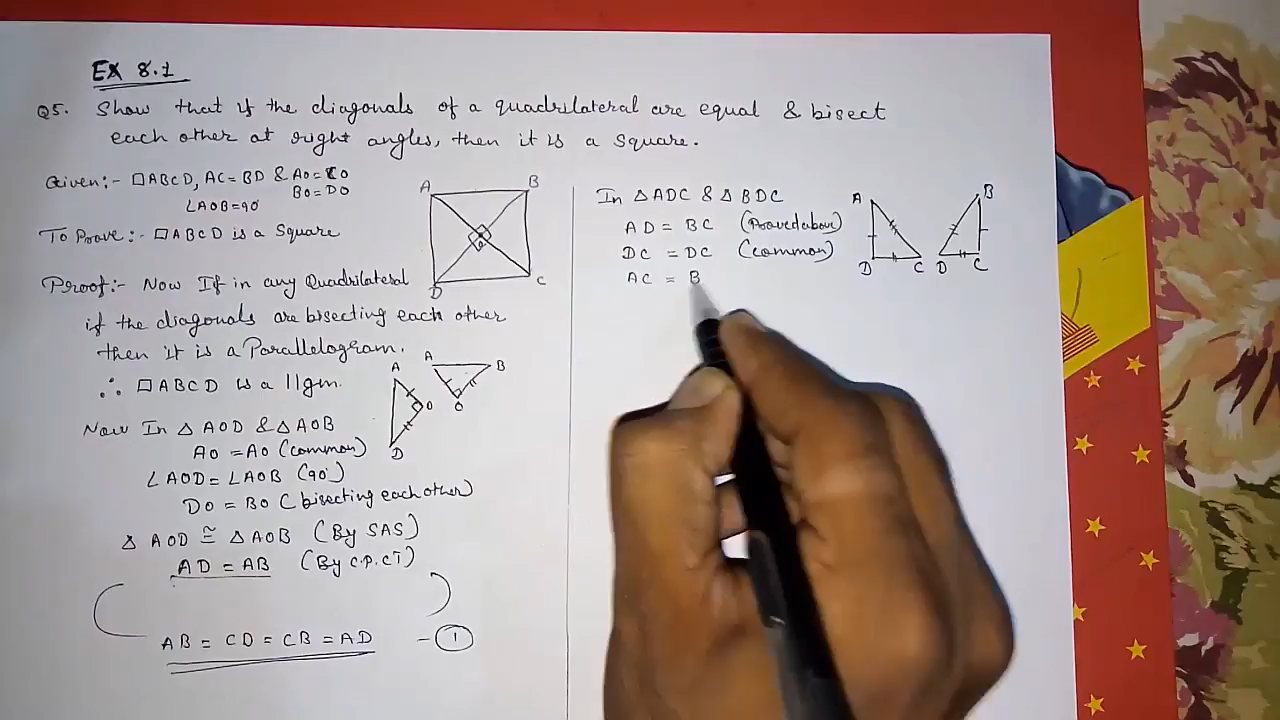 EX 8.1
Q5. Show that if the diagonals of a quadrilateral are equal & bisect
each other at right angles, then it is a square.
Given:- □ABCD, AC=BD & AO=CO
BO=DO
∠AOB=90°
To Prove:- □ABCD is a Square
A B
O
D C
Proof:- Now If in any Quadrilateral
if the diagonals are bisecting each other
then it is a Parallelogram.
∴ □ABCD is a ||gm.
A B
O
A
O
D
Now In △AOD & △AOB
AO = AO (common)
∠AOD = ∠AOB (90°)
DO = BO (bisecting each other)
△ AOD ≅ △AOB (By SAS)
AD = AB (By C.P.CT)
AB = CD = CB = AD - ①
In △ADC & △BDC
AD = BC (Proved above)
DC = DC (common)
AC = B
A
D C
B
D C